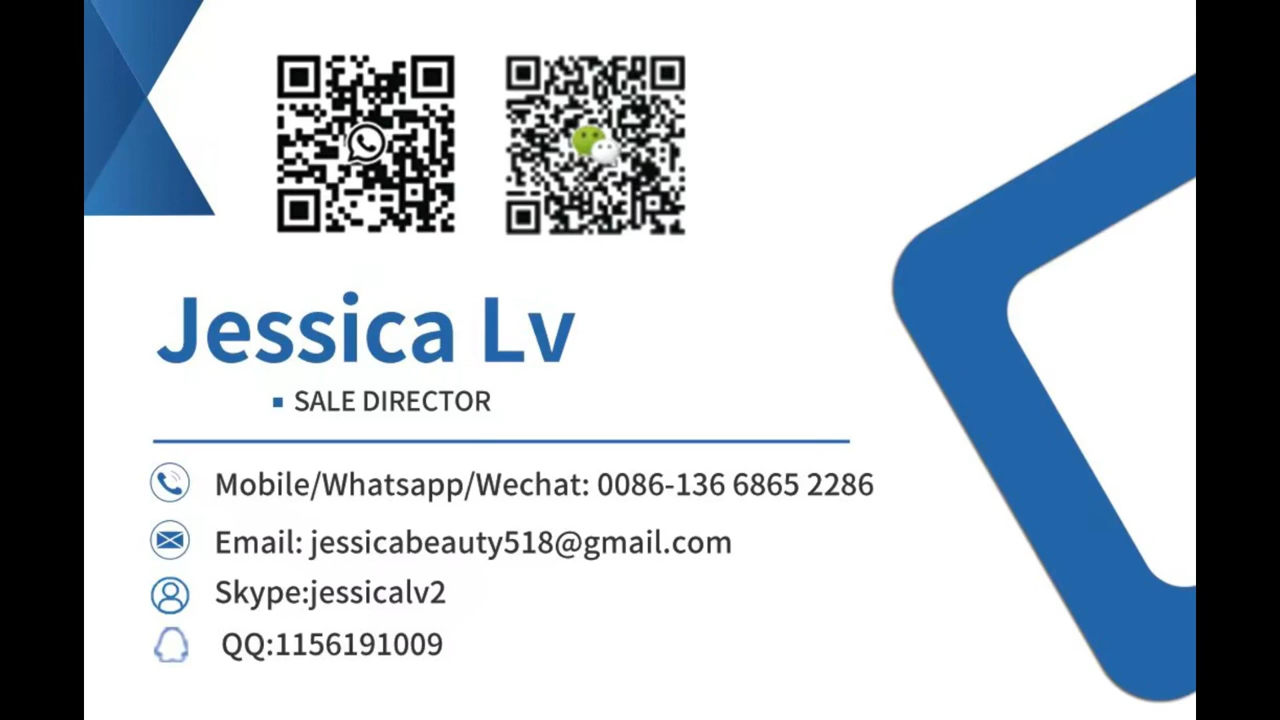 Jessica Lv
SALE DIRECTOR
Mobile/Whatsapp/Wechat: 0086-136 6865 2286
Email: jessicabeauty518@gmail.com
Skype:jessicalv2
QQ:1156191009